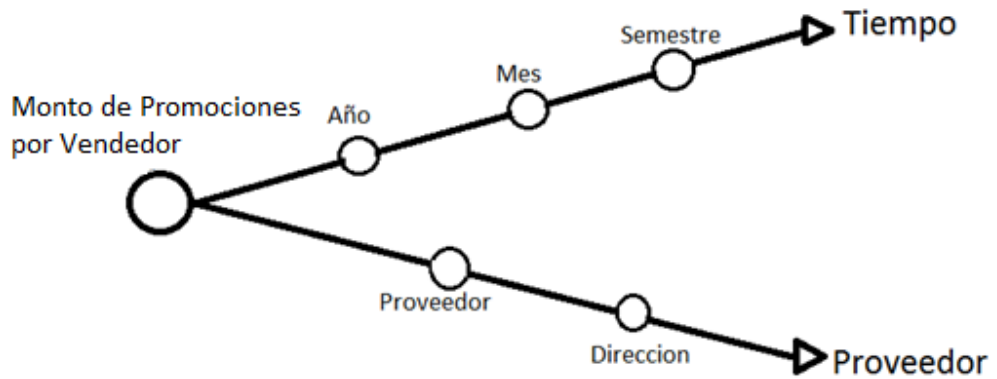 Tiempo
Semestre
Mes
Año
Monto de Promociones
por Vendedor
Proveedor
Direccion
Proveedor